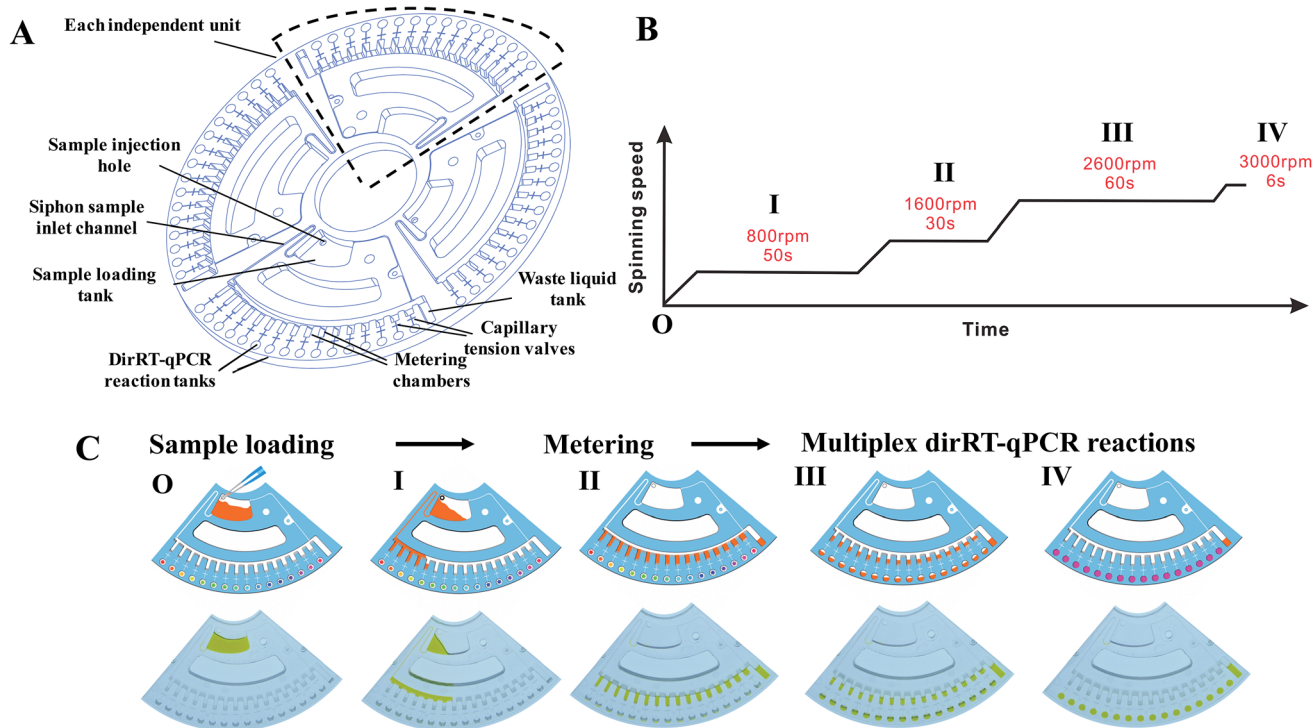 A
Each independent unit
Sample injection
hole
Siphon sample
inlet channel
Sample loading
tank
DirRT-qPCR
reaction tanks
Metering
chambers
Capillary
tension valves
Waste liquid
tank
B
Spinning speed
I
800rpm
50s
II
1600rpm
30s
III
2600rpm
60s
IV
3000rpm
6s
O
Time
C
Sample loading
Metering
Multiplex dirRT-qPCR reactions
O
I
II
III
IV